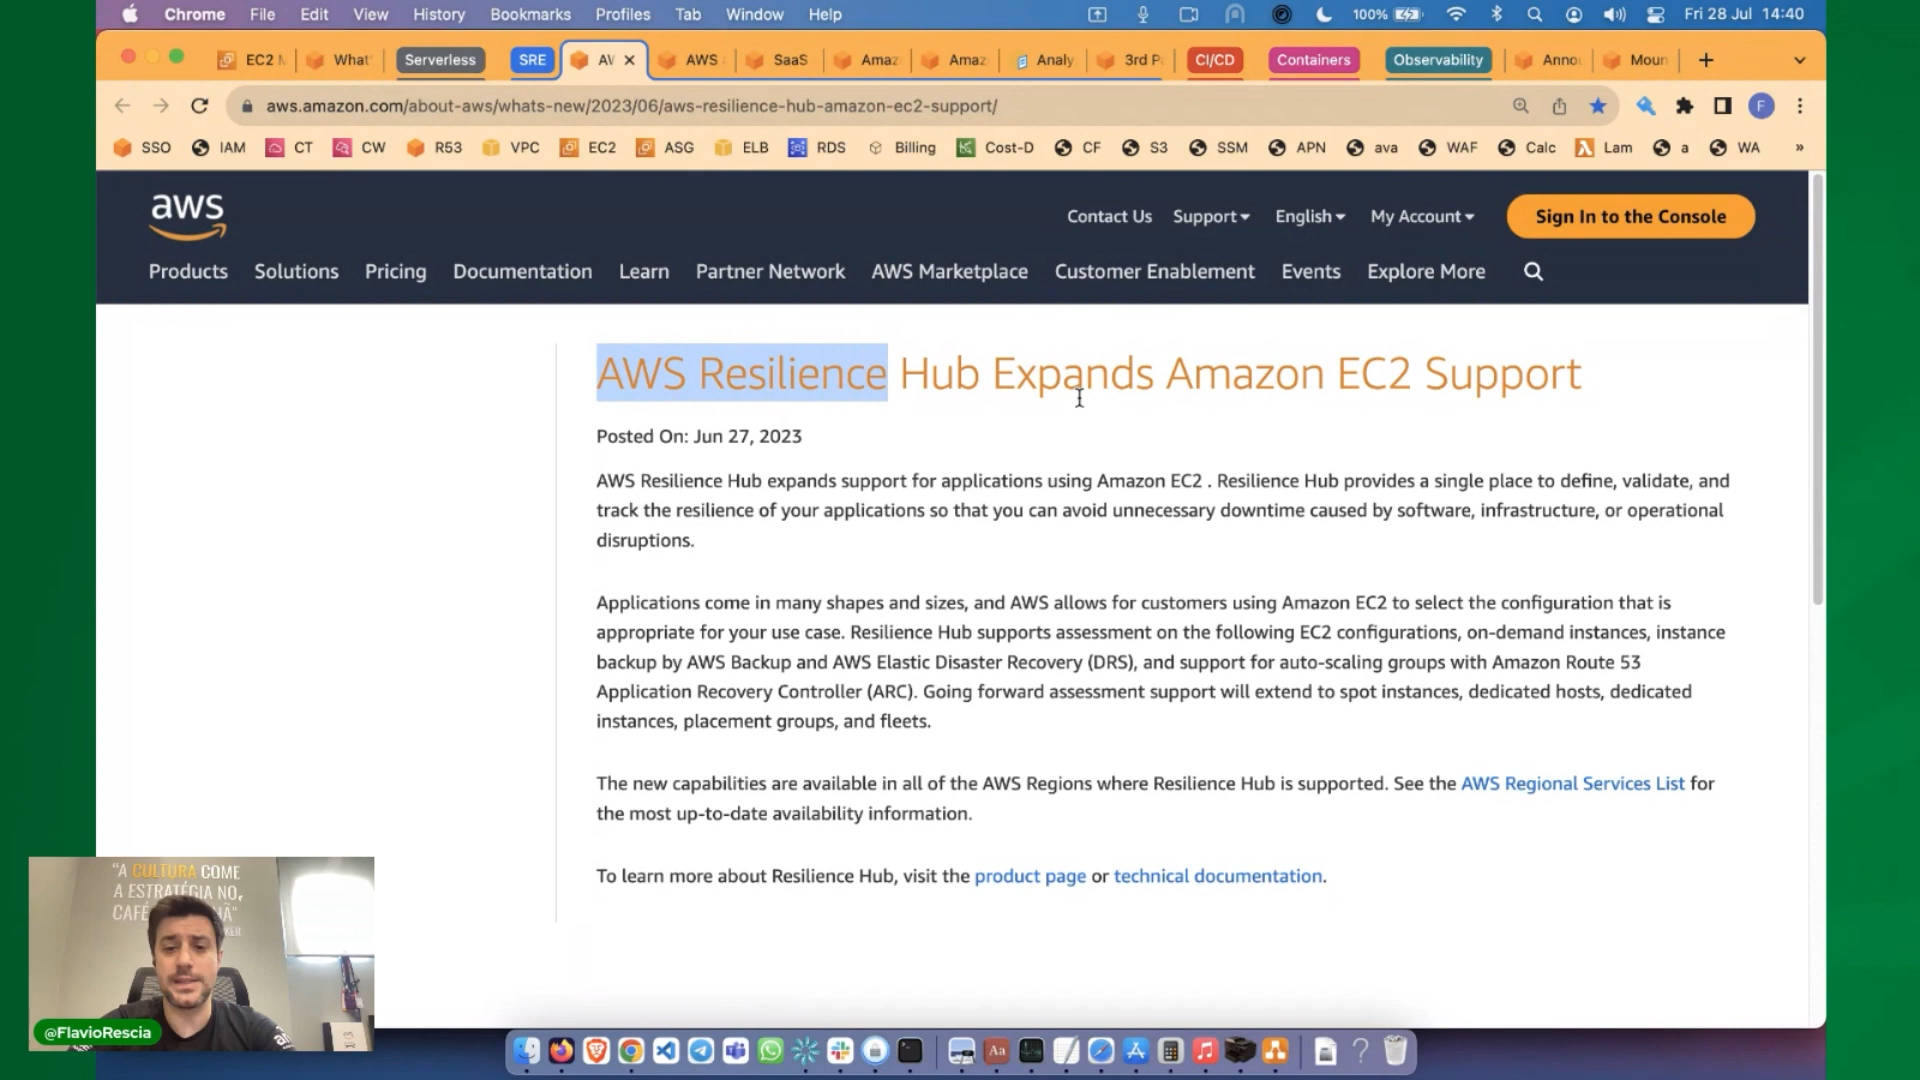 Chrome File Edit View History Bookmarks Profiles Tab Window Help 100% Fri 28 Jul 14:40
EC2 What' Serverless SRE AV AWS SaaS Amaz Amaz Analy 3rd P CI/CD Containers Observability Anno Moun
aws.amazon.com/about-aws/whats-new/2023/06/aws-resilience-hub-amazon-ec2-support/ F
SSO IAM CT CW R53 VPC EC2 ASG ELB RDS Billing Cost-D CF S3 SSM APN ava WAF Calc Lam a WA »
aws
Contact Us Support English My Account Sign In to the Console
Products Solutions Pricing Documentation Learn Partner Network AWS Marketplace Customer Enablement Events Explore More
AWS Resilience Hub Expands Amazon EC2 Support
Posted On: Jun 27, 2023
AWS Resilience Hub expands support for applications using Amazon EC2 . Resilience Hub provides a single place to define, validate, and
track the resilience of your applications so that you can avoid unnecessary downtime caused by software, infrastructure, or operational
disruptions.
Applications come in many shapes and sizes, and AWS allows for customers using Amazon EC2 to select the configuration that is
appropriate for your use case. Resilience Hub supports assessment on the following EC2 configurations, on-demand instances, instance
backup by AWS Backup and AWS Elastic Disaster Recovery (DRS), and support for auto-scaling groups with Amazon Route 53
Application Recovery Controller (ARC). Going forward assessment support will extend to spot instances, dedicated hosts, dedicated
instances, placement groups, and fleets.
The new capabilities are available in all of the AWS Regions where Resilience Hub is supported. See the AWS Regional Services List for
the most up-to-date availability information.
To learn more about Resilience Hub, visit the product page or technical documentation.
"A CULTURA COME
A ESTRATÉGIA NO
CAFÉ
@FlavioRescia
Aa